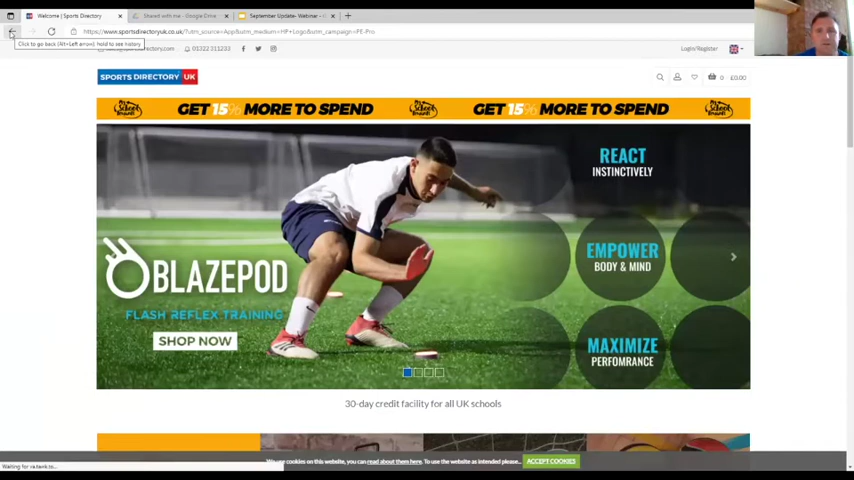 Welcome | Sports Directory
Shared with me - Google Drive
September Update- Webinar -
https://www.sportsdirectoryuk.co.uk/?utm_source=App&utm_medium=HP+Logo&utm_campaign=PE-Pro
Click to go back (Alt+Left arrow), hold to see history
01322 311233
Login/Register
SPORTS DIRECTORY UK
0 £0.00
GET 15% MORE TO SPEND
GET 15% MORE TO SPEND
REACT
INSTINCTIVELY
EMPOWER
BODY & MIND
BLAZEPOD
FLASH REFLEX TRAINING
SHOP NOW
MAXIMIZE
PERFOMRANCE
30-day credit facility for all UK schools
We use cookies on this website, you can read about them here. To use the website as intended please... ACCEPT COOKIES